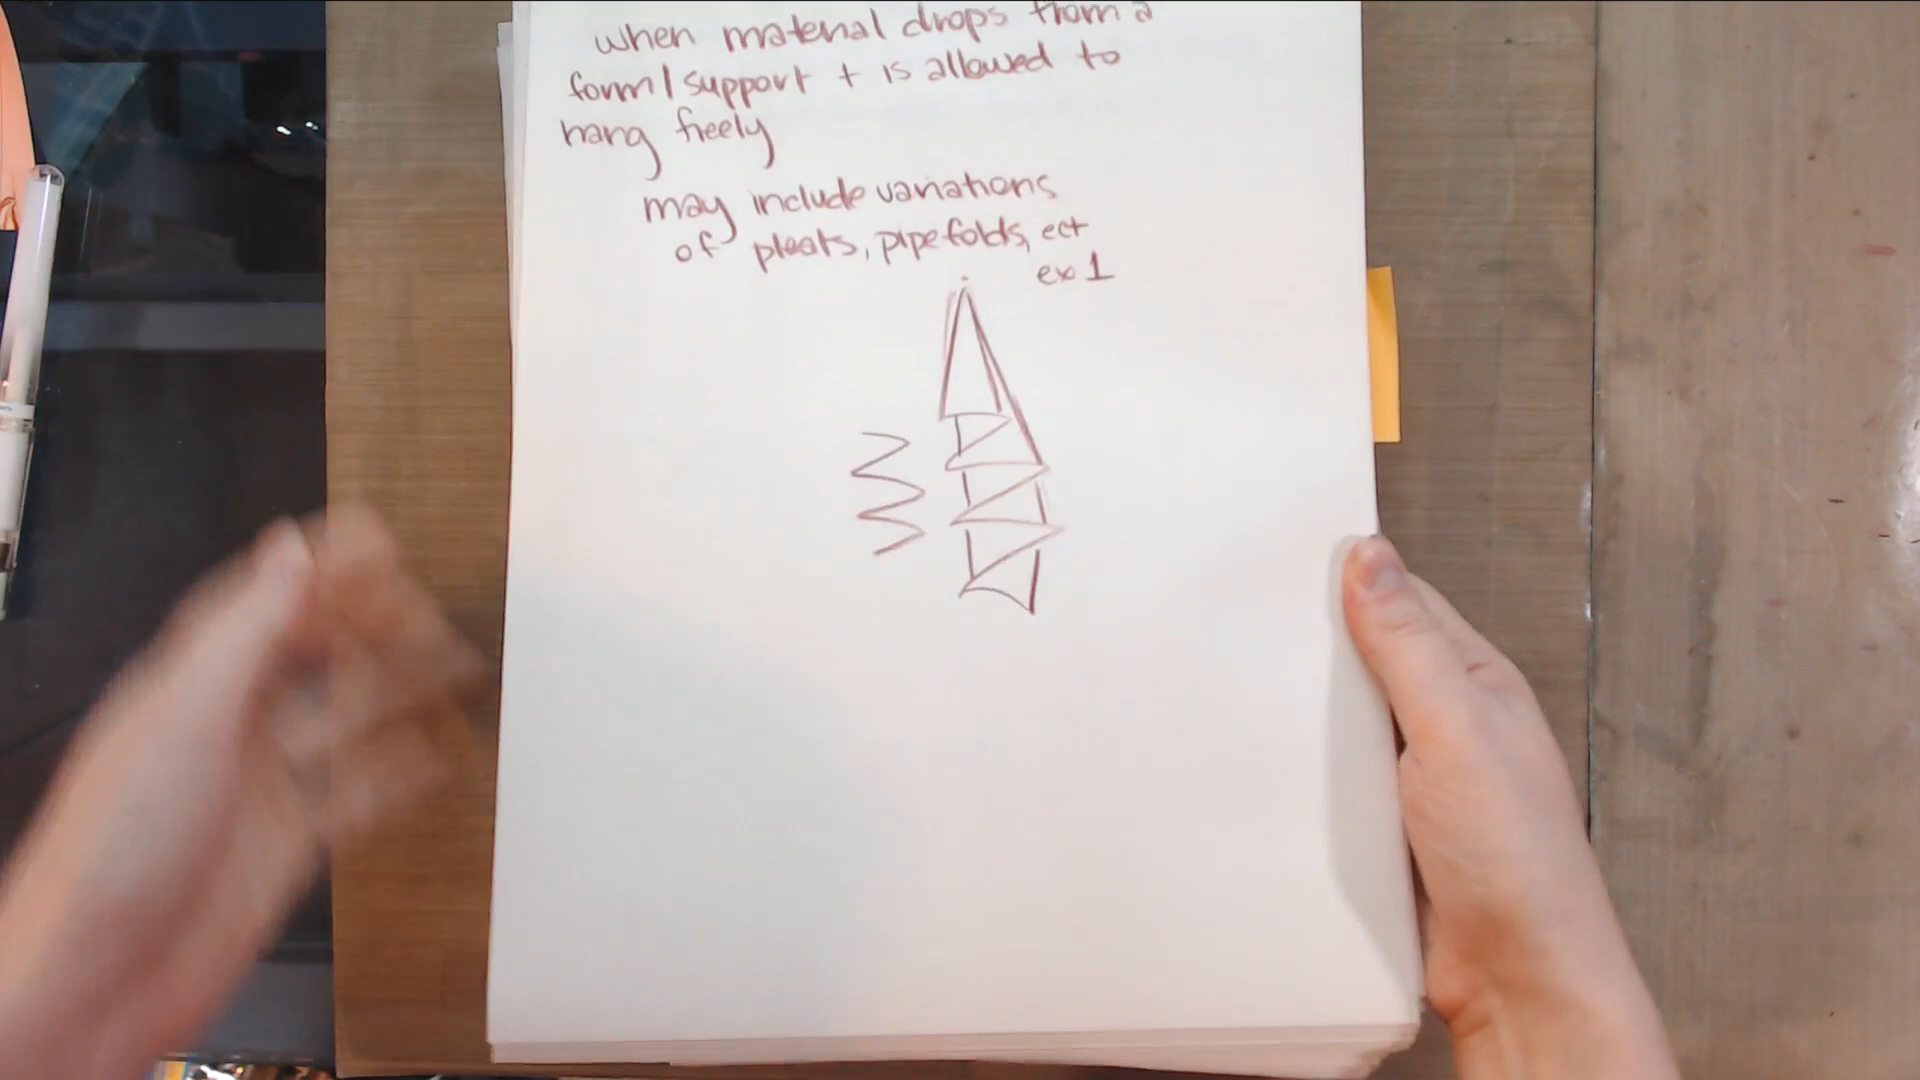 when material drops from a
form/support + is allowed to
hang freely
may include variations
of pleats, pipefolds, ect
ex 1